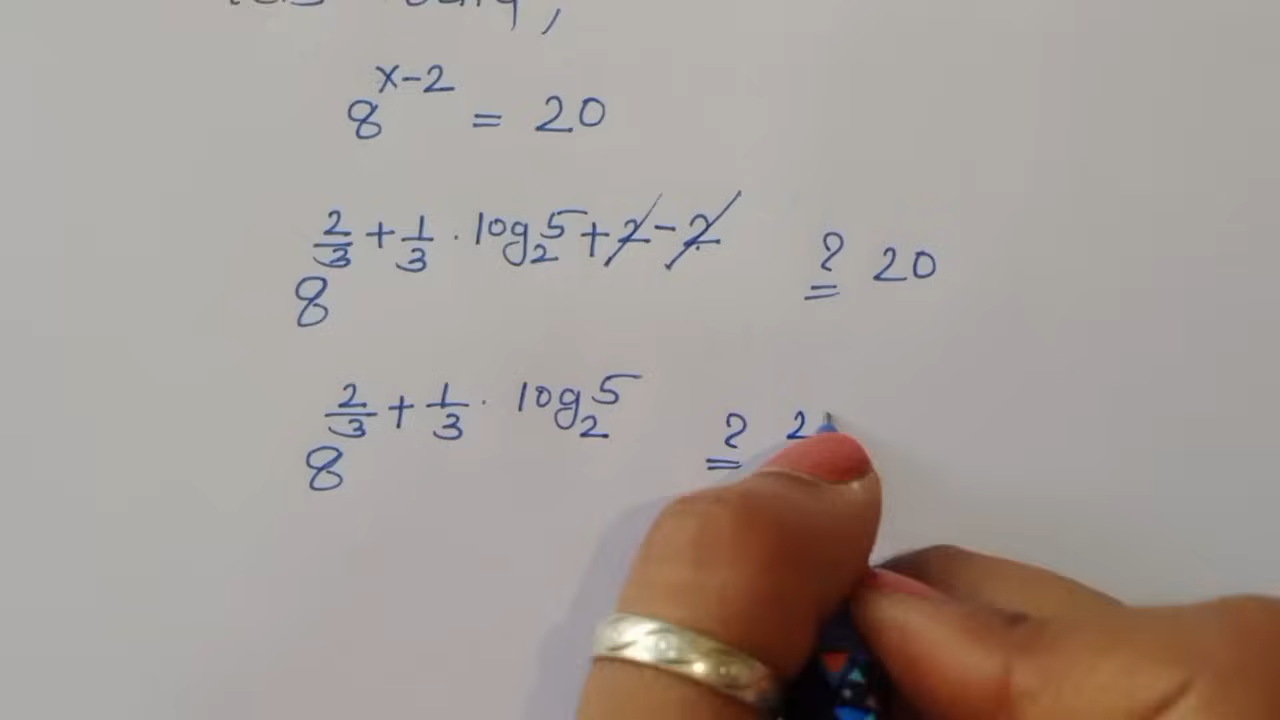 8^(x-2) = 20
8^(2/3 + 1/3 · log₂5 + 2 - 2) ≟ 20
8^(2/3 + 1/3 · log₂5) ≟ 2